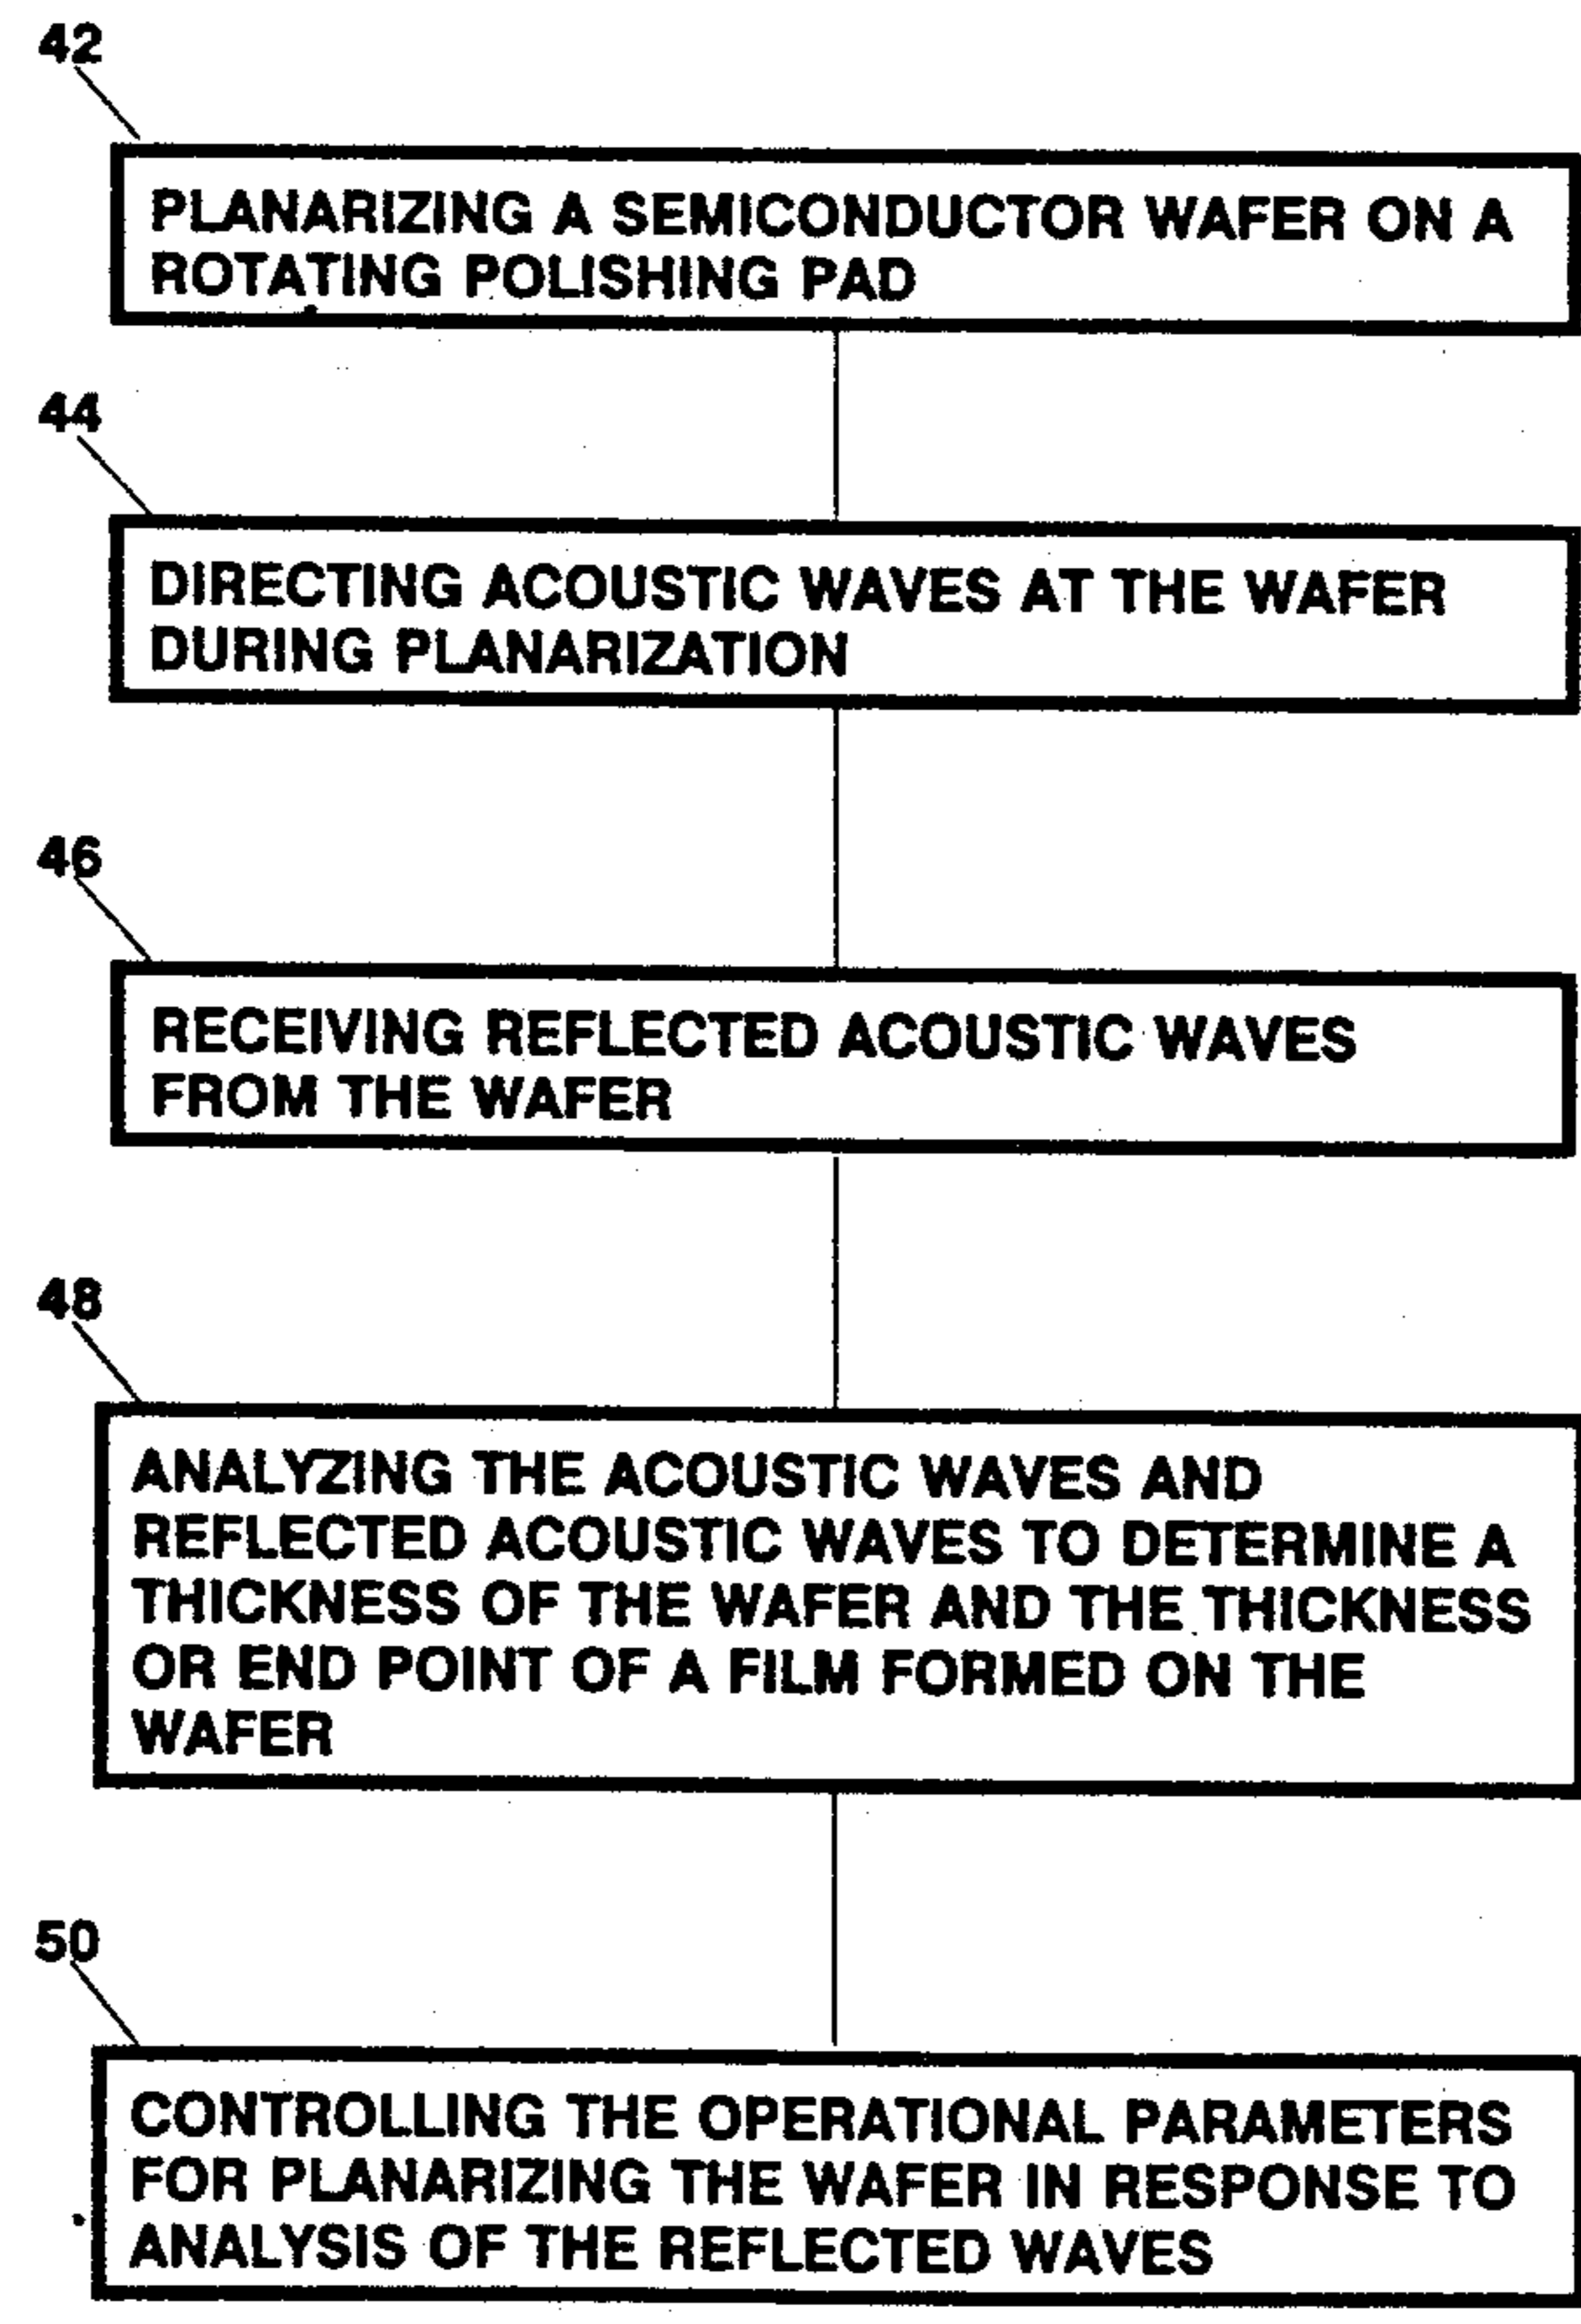 42
PLANARIZING A SEMICONDUCTOR WAFER ON A
ROTATING POLISHING PAD
44
DIRECTING ACOUSTIC WAVES AT THE WAFER
DURING PLANARIZATION
46
RECEIVING REFLECTED ACOUSTIC WAVES
FROM THE WAFER
48
ANALYZING THE ACOUSTIC WAVES AND
REFLECTED ACOUSTIC WAVES TO DETERMINE A
THICKNESS OF THE WAFER AND THE THICKNESS
OR END POINT OF A FILM FORMED ON THE
WAFER
50
CONTROLLING THE OPERATIONAL PARAMETERS
FOR PLANARIZING THE WAFER IN RESPONSE TO
ANALYSIS OF THE REFLECTED WAVES